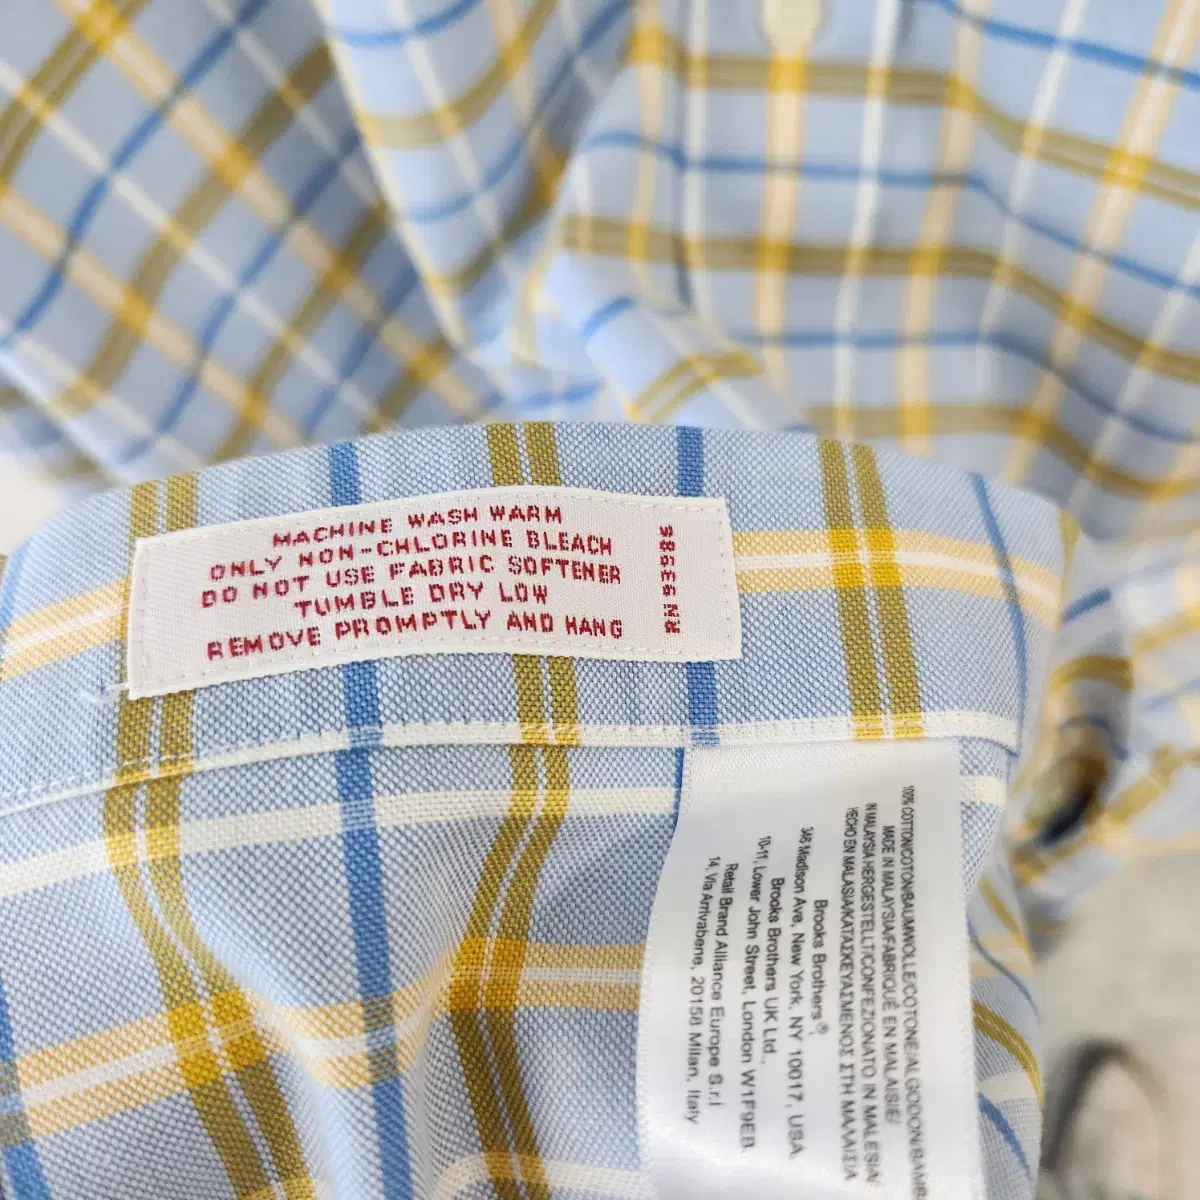 MACHINE WASH WARM
ONLY NON-CHLORINE BLEACH
DO NOT USE FABRIC SOFTENER
TUMBLE DRY LOW
REMOVE PROMPTLY AND HANG
RN 93986
100% COTTON/COTON/BAUMWOLLE/COTONE/ALGODON/BAMB
MADE IN MALAYSIA/FABRIQUÉ EN MALAISIE/
IN MALAYSIA HERGESTELLT/CONFEZIONATO IN MALESIA/
HECHO EN MALASIA/ΚΑΤΑΣΚΕΥΑΣΜΕΝΟΣ ΣΤΗ ΜΑΛΑΙΣΙΑ
Brooks Brothers®,
346 Madison Ave, New York, NY 10017, USA.
Brooks Brothers UK Ltd.,
10-11, Lower John Street, London W1F9EB.
Retail Brand Alliance Europe S.r.l
14, Via Arrivabene, 20158 Milan, Italy